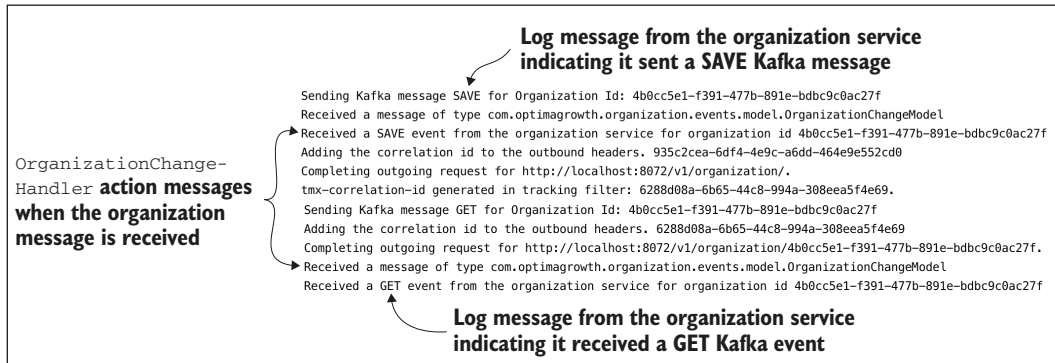 Log message from the organization service
indicating it sent a SAVE Kafka message
Sending Kafka message SAVE for Organization Id: 4b0cc5e1-f391-477b-891e-bdbc9c0ac27f
Received a message of type com.optimagrowth.organization.events.model.OrganizationChangeModel
Received a SAVE event from the organization service for organization id 4b0cc5e1-f391-477b-891e-bdbc9c0ac27f
Adding the correlation id to the outbound headers. 935c2cea-6df4-4e9c-a6dd-464e9e552cd0
Completing outgoing request for http://localhost:8072/v1/organization/.
tmx-correlation-id generated in tracking filter: 6288d08a-6b65-44c8-994a-308eea5f4e69.
Sending Kafka message GET for Organization Id: 4b0cc5e1-f391-477b-891e-bdbc9c0ac27f
Adding the correlation id to the outbound headers. 6288d08a-6b65-44c8-994a-308eea5f4e69
Completing outgoing request for http://localhost:8072/v1/organization/4b0cc5e1-f391-477b-891e-bdbc9c0ac27f.
Received a message of type com.optimagrowth.organization.events.model.OrganizationChangeModel
Received a GET event from the organization service for organization id 4b0cc5e1-f391-477b-891e-bdbc9c0ac27f
OrganizationChange-
Handler action messages
when the organization
message is received
Log message from the organization service
indicating it received a GET Kafka event